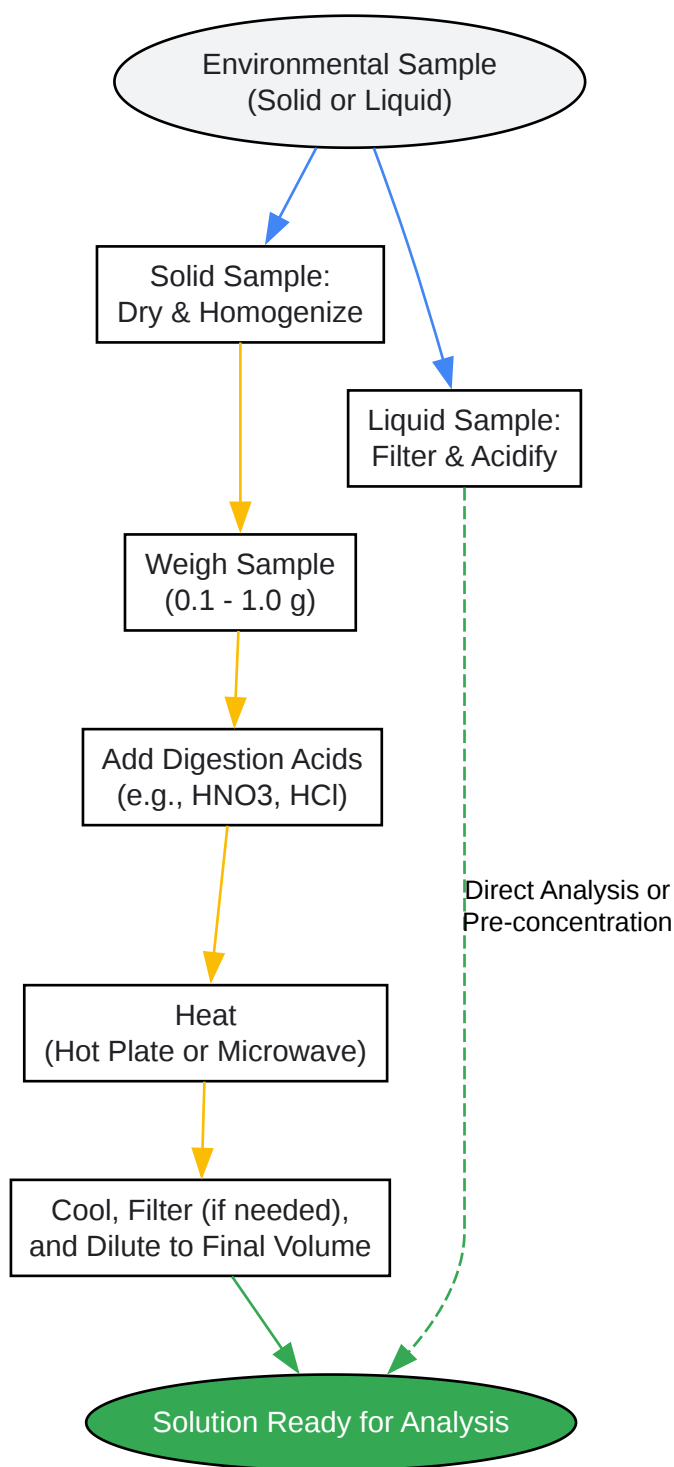 Environmental Sample
(Solid or Liquid)
Solid Sample:
Dry & Homogenize
Liquid Sample:
Filter & Acidify
Weigh Sample
(0.1 - 1.0 g)
Add Digestion Acids
(e.g., HNO3, HCl)
Direct Analysis or
Pre-concentration
Heat
(Hot Plate or Microwave)
Cool, Filter (if needed),
and Dilute to Final Volume
Solution Ready for Analysis